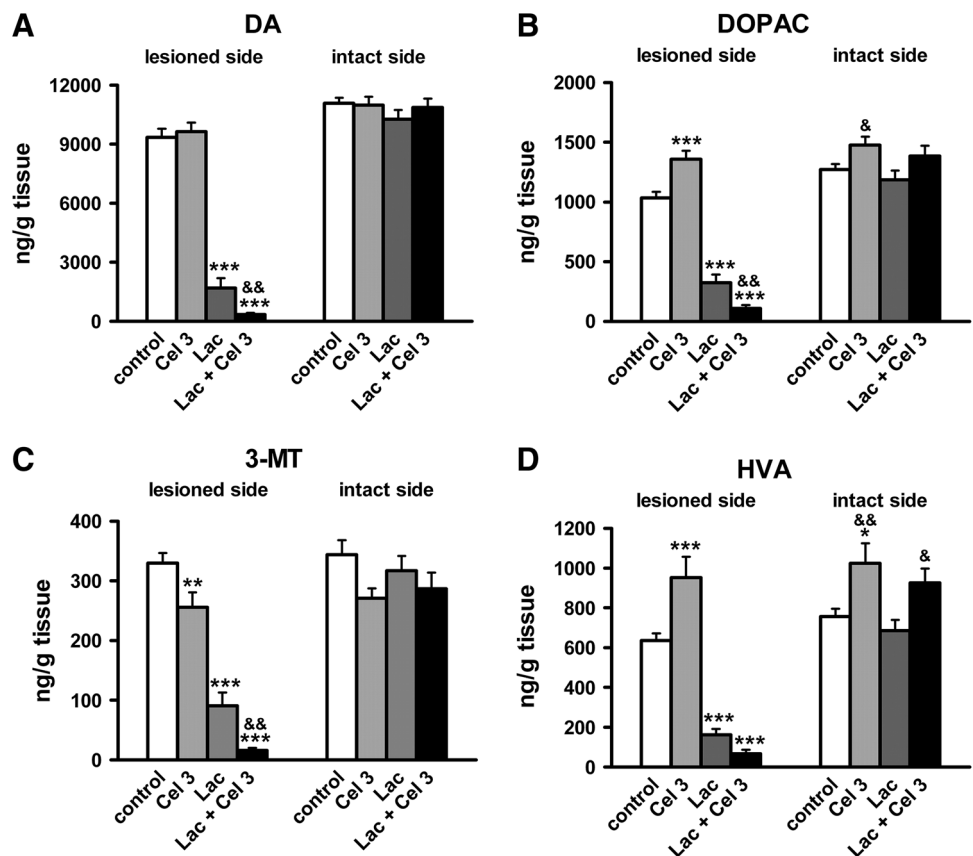 A
DA
lesioned side
intact side
ng/g tissue
12000
9000
6000
3000
0
***
&&
***
control
Cel 3
Lac
Lac + Cel 3
control
Cel 3
Lac
Lac + Cel 3
B
DOPAC
lesioned side
intact side
ng/g tissue
2000
1500
1000
500
0
***
***
&&
***
&
control
Cel 3
Lac
Lac + Cel 3
control
Cel 3
Lac
Lac + Cel 3
C
3-MT
lesioned side
intact side
ng/g tissue
400
300
200
100
0
**
***
&&
***
control
Cel 3
Lac
Lac + Cel 3
control
Cel 3
Lac
Lac + Cel 3
D
HVA
lesioned side
intact side
ng/g tissue
1200
1000
800
600
400
200
0
***
***
***
&&
*
&
control
Cel 3
Lac
Lac + Cel 3
control
Cel 3
Lac
Lac + Cel 3